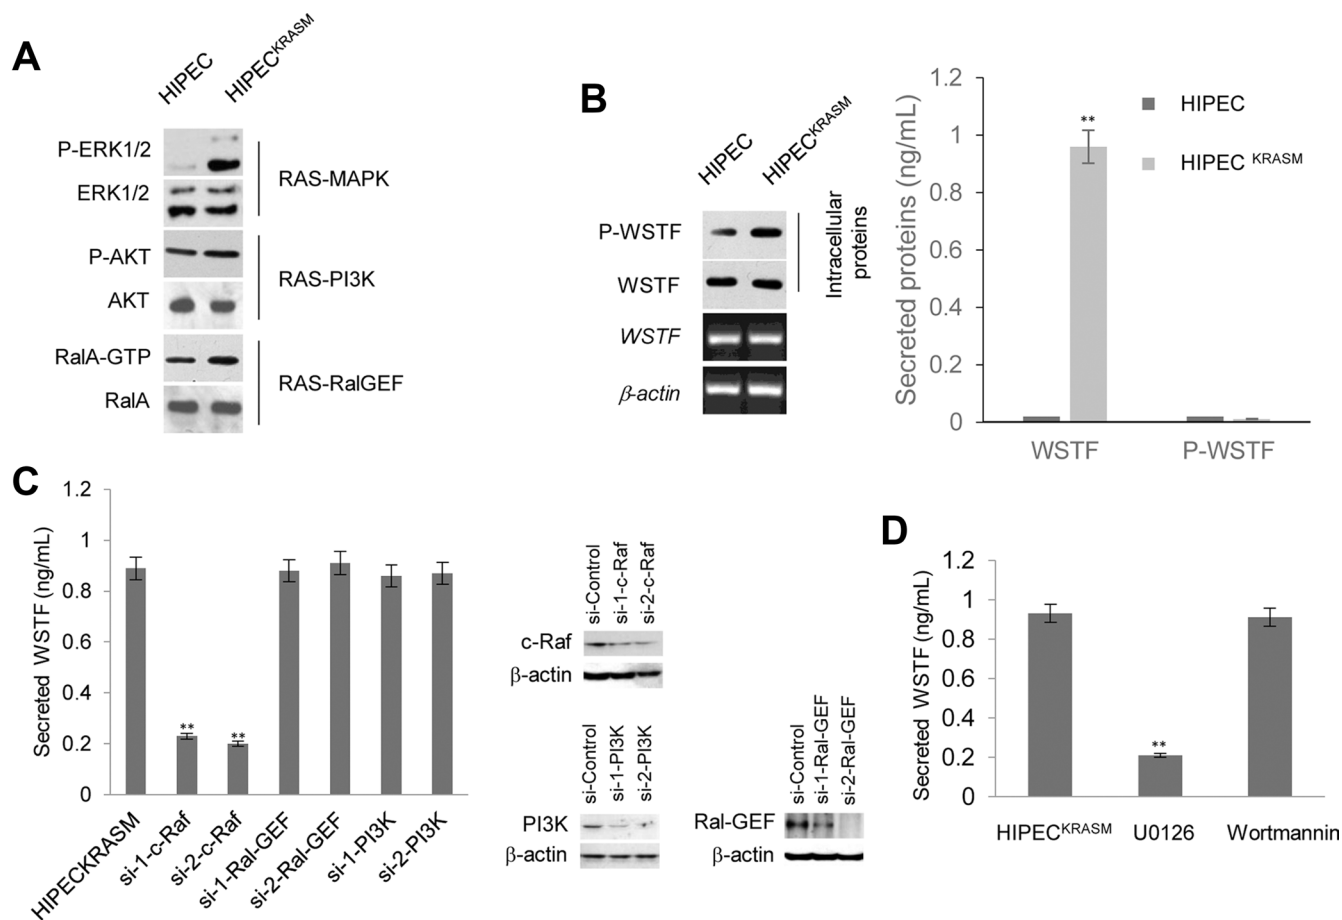 A
HIPEC
HIPECKRASM
P-ERK1/2
ERK1/2
RAS-MAPK
P-AKT
AKT
RAS-PI3K
RalA-GTP
RalA
RAS-RalGEF
B
HIPEC
HIPECKRASM
P-WSTF
WSTF
Intracellular
proteins
WSTF
β-actin
Secreted proteins (ng/mL)
1.2
1
0.8
0.6
0.4
0.2
0
**
HIPEC
HIPEC KRASM
WSTF
P-WSTF
C
Secreted WSTF (ng/mL)
1.2
1
0.8
0.6
0.4
0.2
0
**
**
HIPECKRASM
si-1-c-Raf
si-2-c-Raf
si-1-Ral-GEF
si-2-Ral-GEF
si-1-PI3K
si-2-PI3K
si-Control
si-1-c-Raf
si-2-c-Raf
c-Raf
β-actin
si-Control
si-1-PI3K
si-2-PI3K
PI3K
β-actin
si-Control
si-1-Ral-GEF
si-2-Ral-GEF
Ral-GEF
β-actin
D
Secreted WSTF (ng/mL)
1.2
1
0.8
0.6
0.4
0.2
0
**
HIPECKRASM
U0126
Wortmannin